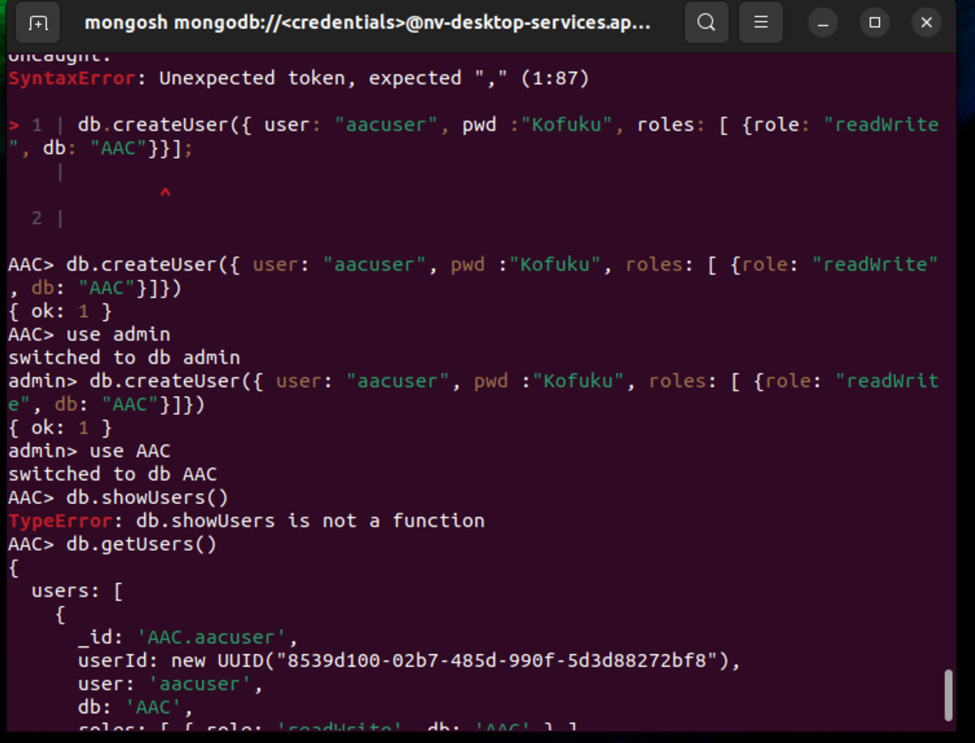 mongosh mongodb://<credentials>@nv-desktop-services.ap...
Uncaught:
SyntaxError: Unexpected token, expected "," (1:87)
> 1 | db.createUser({ user: "aacuser", pwd :"Kofuku", roles: [ {role: "readWrite
", db: "AAC"}}];
|
^
2 |
AAC> db.createUser({ user: "aacuser", pwd :"Kofuku", roles: [ {role: "readWrite"
, db: "AAC"}]})
{ ok: 1 }
AAC> use admin
switched to db admin
admin> db.createUser({ user: "aacuser", pwd :"Kofuku", roles: [ {role: "readWrit
e", db: "AAC"}]})
{ ok: 1 }
admin> use AAC
switched to db AAC
AAC> db.showUsers()
TypeError: db.showUsers is not a function
AAC> db.getUsers()
{
users: [
{
_id: 'AAC.aacuser',
userId: new UUID("8539d100-02b7-485d-990f-5d3d88272bf8"),
user: 'aacuser',
db: 'AAC',
roles: [ { role: 'readWrite', db: 'AAC' } ]